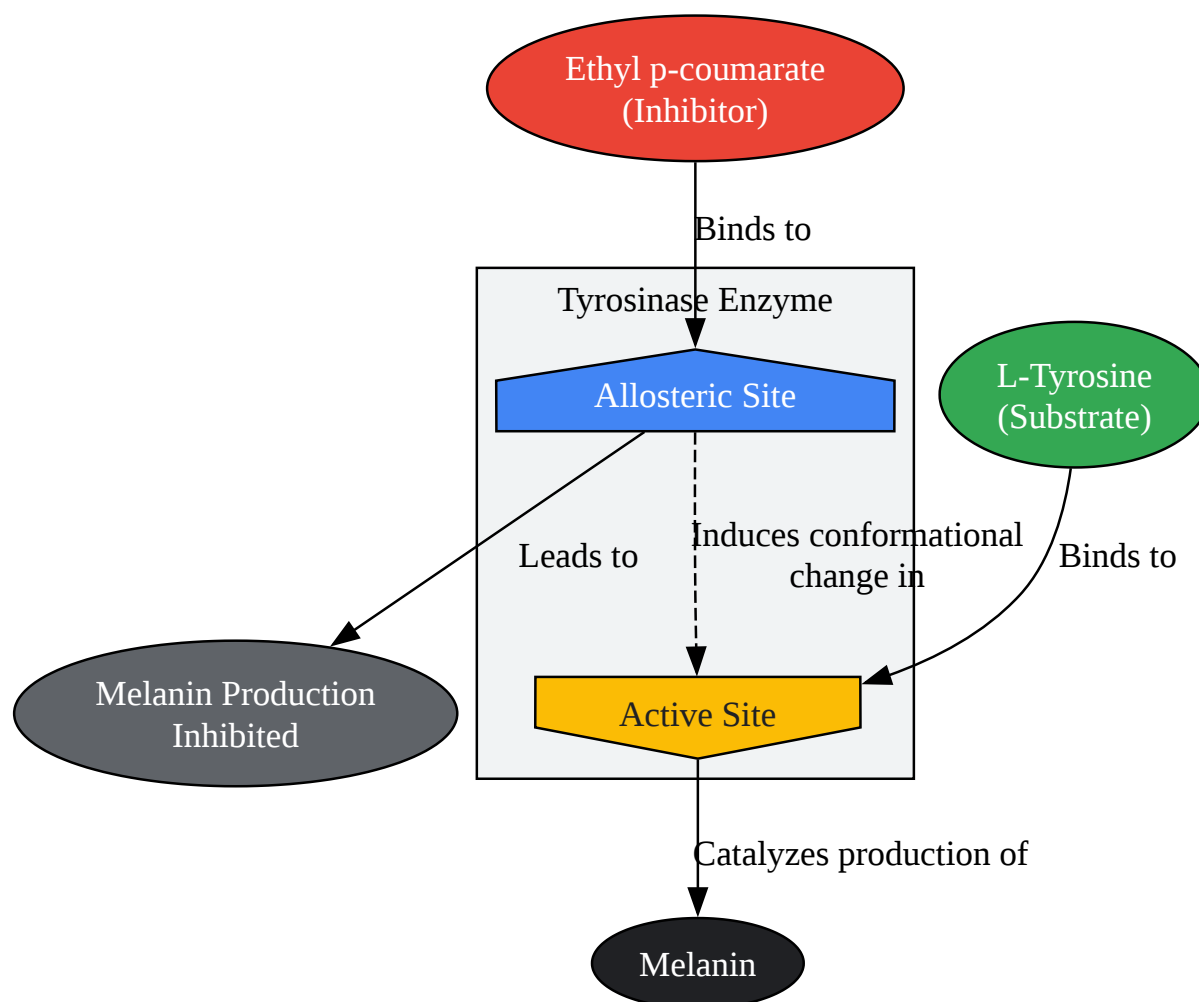 Ethyl p-coumarate
(Inhibitor)
Binds to
Tyrosinase Enzyme
Allosteric Site
L-Tyrosine
(Substrate)
Leads to
Induces conformational
change in
Binds to
Melanin Production
Inhibited
Active Site
Catalyzes production of
Melanin